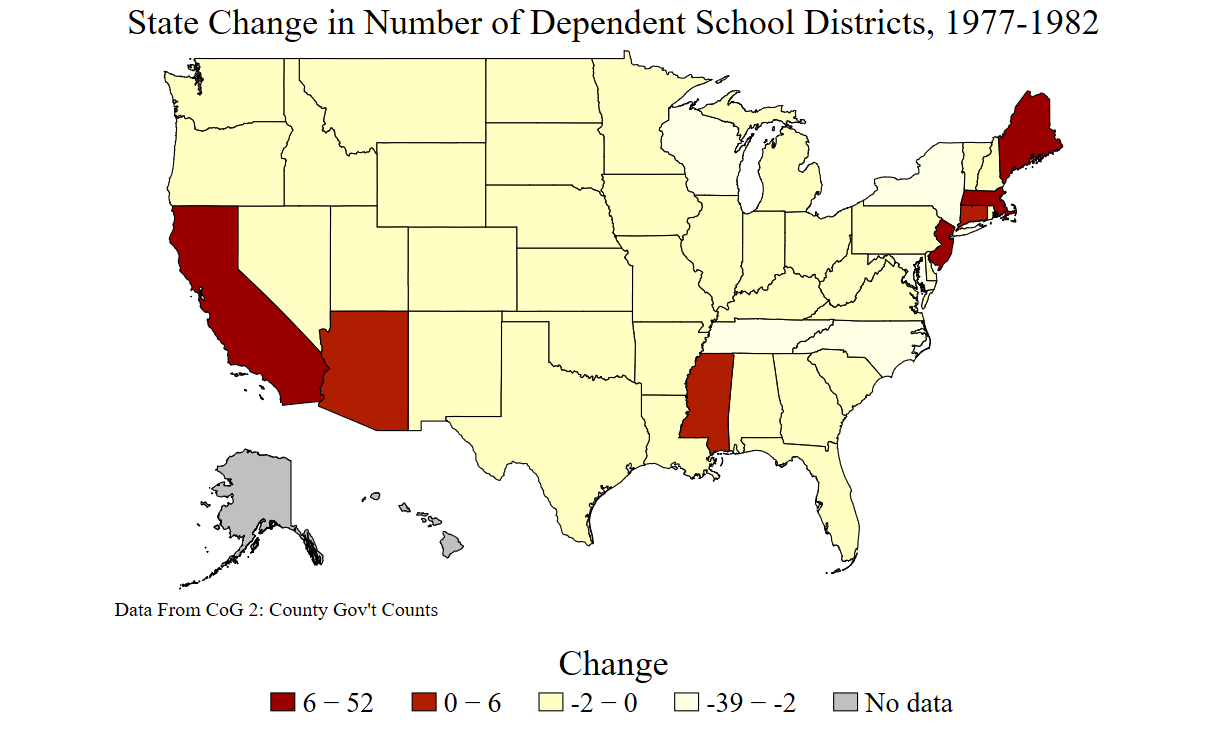 State Change in Number of Dependent School Districts, 1977-1982
Data From CoG 2: County Gov't Counts
Change
6 − 52 0 − 6 -2 − 0 -39 − -2 No data